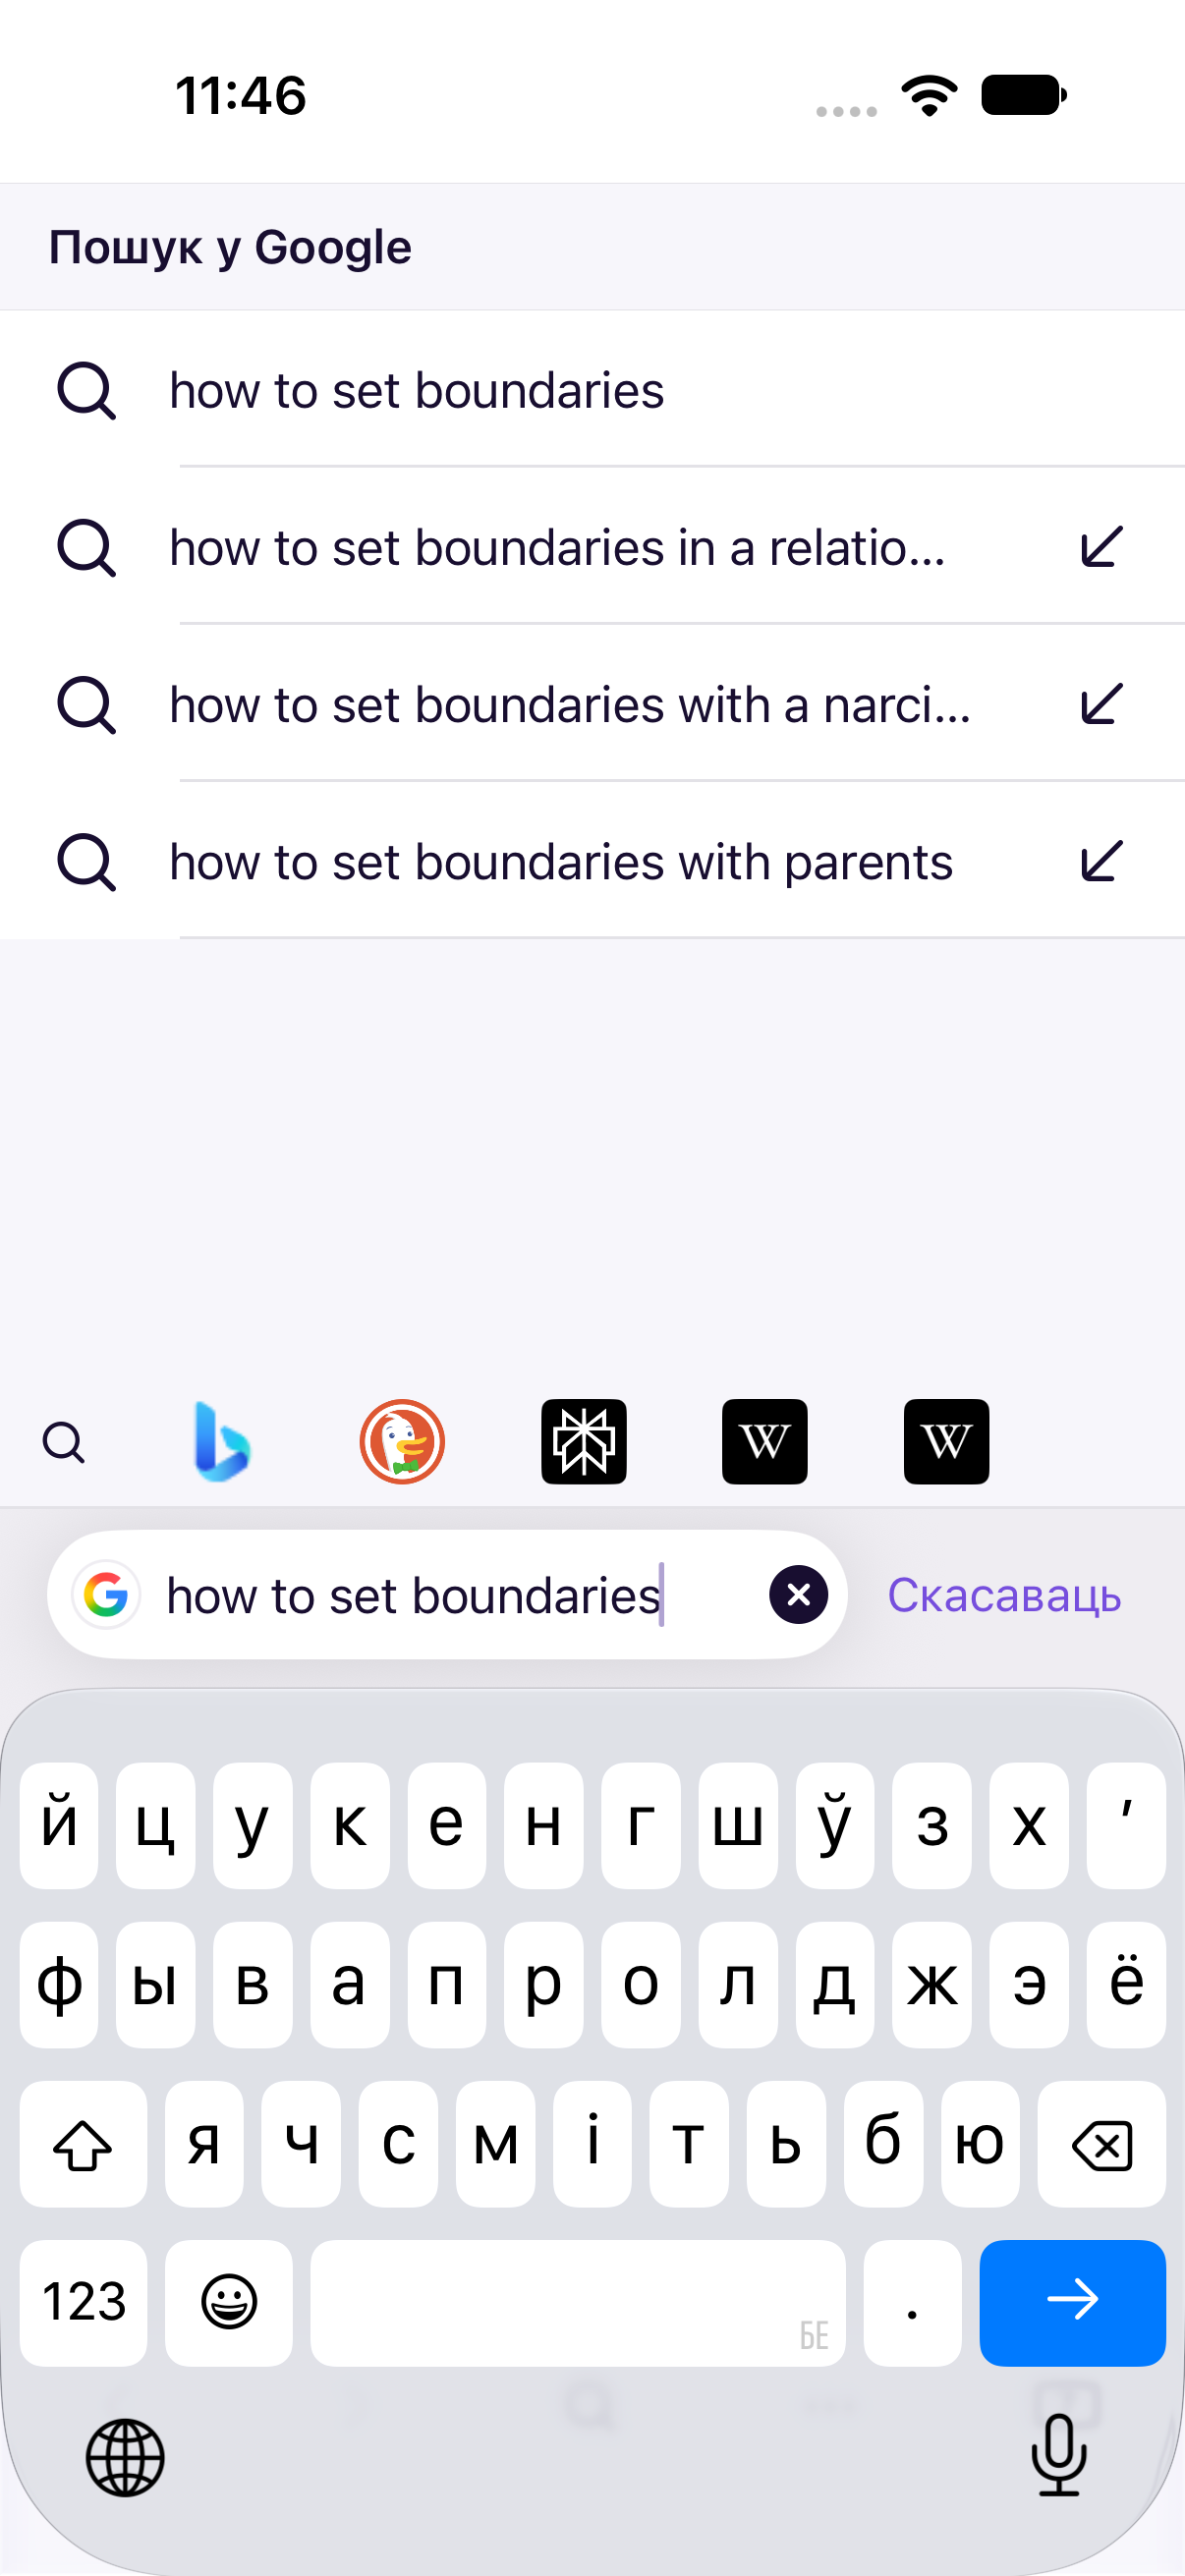 11:46
Пошук у Google
how to set boundaries
how to set boundaries in a relatio...
how to set boundaries with a narci...
how to set boundaries with parents
W W
how to set boundaries Скасаваць
й ц у к е н г ш ў з х ’
ф ы в а п р о л д ж э ё
я ч с м і т ь б ю
123 .
БЕ